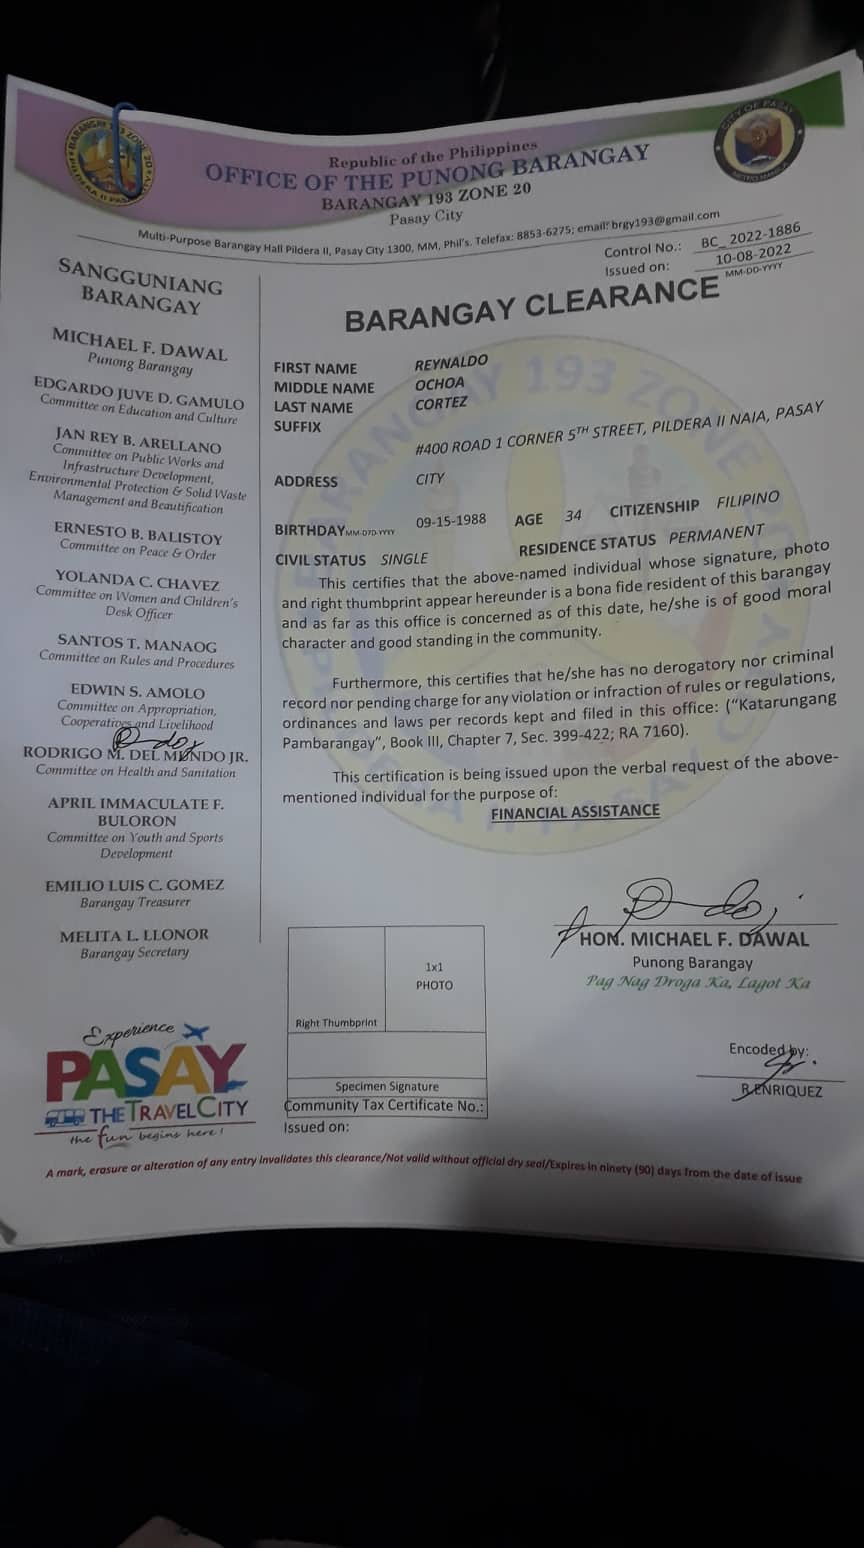 Republic of the Philippines
OFFICE OF THE PUNONG BARANGAY
BARANGAY 193 ZONE 20
Pasay City
Multi-Purpose Barangay Hall Pildera II, Pasay City 1300, MM, Phil's. Telefax: 8853-6275; email: brgy193@gmail.com
Control No.: BC_ 2022-1886
Issued on: 10-08-2022
MM-DD-YYYY
SANGGUNIANG
BARANGAY
MICHAEL F. DAWAL
Punong Barangay
EDGARDO JUVE D. GAMULO
Committee on Education and Culture
JAN REY B. ARELLANO
Committee on Public Works and
Infrastructure Development,
Environmental Protection & Solid Waste
Management and Beautification
ERNESTO B. BALISTOY
Committee on Peace & Order
YOLANDA C. CHAVEZ
Committee on Women and Children's
Desk Officer
SANTOS T. MANAOG
Committee on Rules and Procedures
EDWIN S. AMOLO
Committee on Appropriation,
Cooperatives and Livelihood
RODRIGO M. DEL MUNDO JR.
Committee on Health and Sanitation
APRIL IMMACULATE F.
BULORON
Committee on Youth and Sports
Development
EMILIO LUIS C. GOMEZ
Barangay Treasurer
MELITA L. LLONOR
Barangay Secretary
Experience
PASAY
THE TRAVEL CITY
the fun begins here!
BARANGAY CLEARANCE
FIRST NAME REYNALDO
MIDDLE NAME OCHOA
LAST NAME CORTEZ
SUFFIX
#400 ROAD 1 CORNER 5TH STREET, PILDERA II NAIA, PASAY
ADDRESS CITY
BIRTHDAY MM-DD-YYYY 09-15-1988 AGE 34 CITIZENSHIP FILIPINO
CIVIL STATUS SINGLE RESIDENCE STATUS PERMANENT
This certifies that the above-named individual whose signature, photo
and right thumbprint appear hereunder is a bona fide resident of this barangay
and as far as this office is concerned as of this date, he/she is of good moral
character and good standing in the community.
Furthermore, this certifies that he/she has no derogatory nor criminal
record nor pending charge for any violation or infraction of rules or regulations,
ordinances and laws per records kept and filed in this office: ("Katarungang
Pambarangay", Book III, Chapter 7, Sec. 399-422; RA 7160).
This certification is being issued upon the verbal request of the above-
mentioned individual for the purpose of:
FINANCIAL ASSISTANCE
HON. MICHAEL F. DAWAL
Punong Barangay
Pag Nag Droga Ka, Lagot Ka
1x1
PHOTO
Right Thumbprint
Specimen Signature
Community Tax Certificate No.:
Issued on:
Encoded by:
R.ENRIQUEZ
A mark, erasure or alteration of any entry invalidates this clearance/Not valid without official dry seal/Expires in ninety (90) days from the date of issue